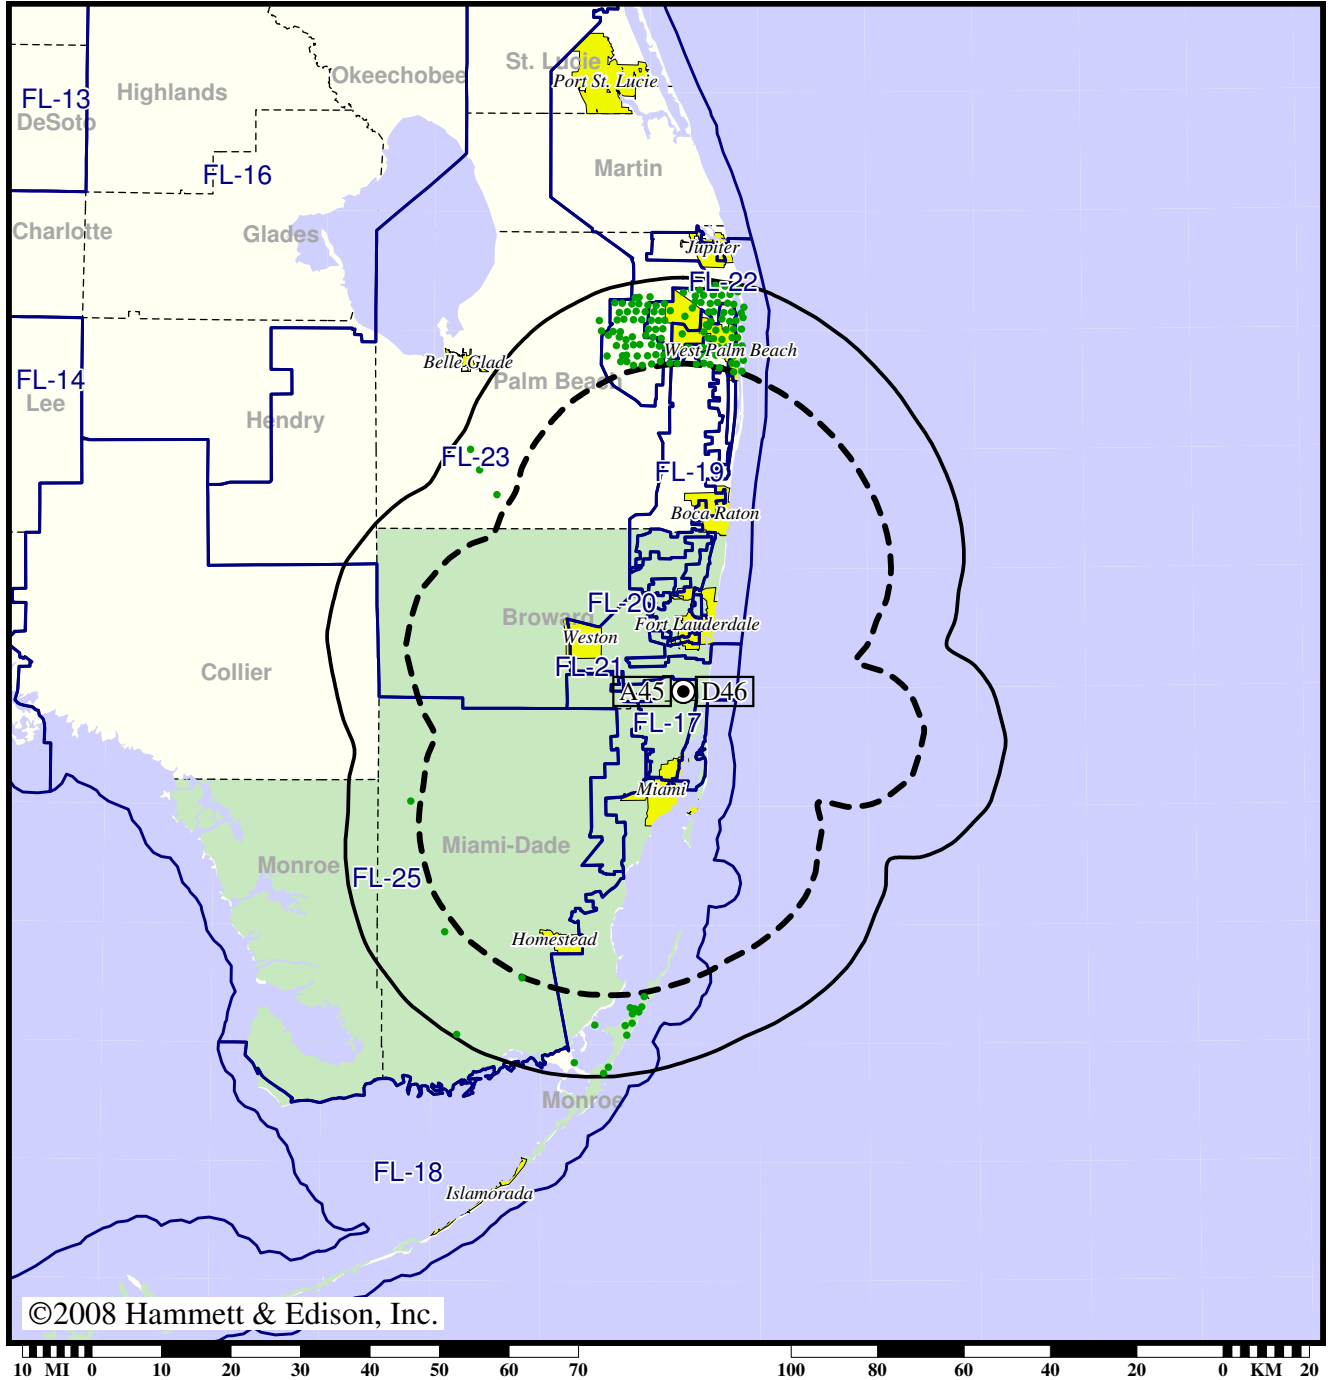 St. Lucie
Okeechobee
Port St. Lucie
Highlands
FL-13
DeSoto
Martin
FL-16
Charlotte
Glades
Jupiter
FL-22
West Palm Beach
Belle Glade
FL-14
Palm Beach
Lee
Hendry
FL-23
FL-19
Boca Raton
FL-20
Broward
Fort Lauderdale
Weston
FL-21
Collier
A45 D46
FL-17
Miami
Miami-Dade
Monroe
FL-25
Homestead
Monroe
FL-18
Islamorada
©2008 Hammett & Edison, Inc.
10 MI 0 10 20 30 40 50 60 70 100 80 60 40 20 0 KM 20